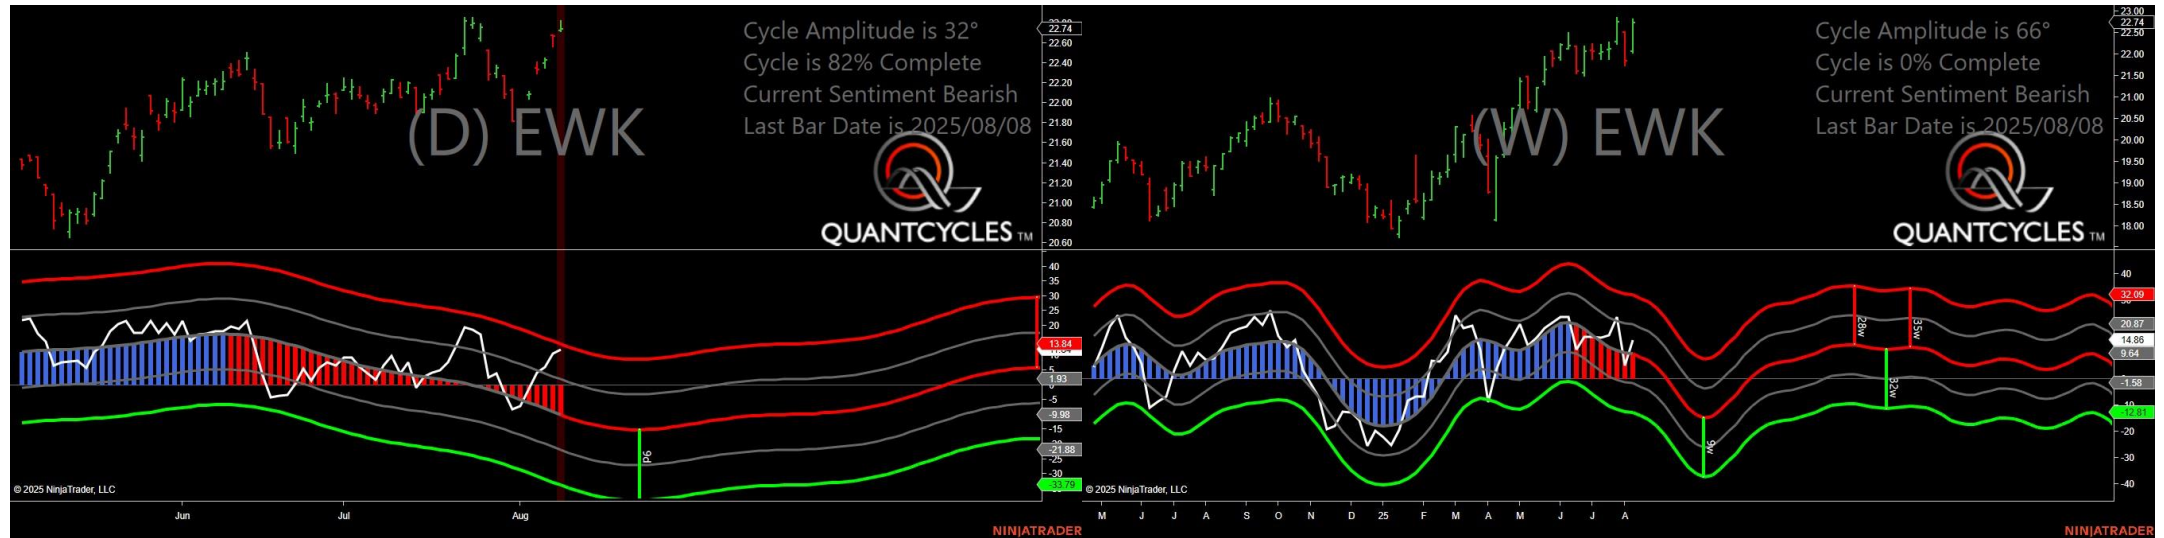 Cycle Amplitude is 32°
Cycle is 82% Complete
Current Sentiment Bearish
Last Bar Date is 2025/08/08
(D) EWK
QUANTCYCLES TM
22.74
22.60
22.40
22.20
22.00
21.80
21.60
21.40
21.20
21.00
20.80
20.60
40
35
30
25
20
13.84
5
1.93
-5
-9.98
-15
-21.88
-25
-30
-33.79
9d
© 2025 NinjaTrader, LLC
Jun Jul Aug
NINJATRADER
Cycle Amplitude is 66°
Cycle is 0% Complete
Current Sentiment Bearish
Last Bar Date is 2025/08/08
(W) EWK
QUANTCYCLES TM
23.00
22.74
22.50
22.00
21.50
21.00
20.50
20.00
19.50
19.00
18.50
18.00
40
32.09
20.87
14.86
9.64
-1.58
-12.81
-20
-30
-40
28w
35w
32w
9w
© 2025 NinjaTrader, LLC
M J J A S O N D 25 F M A M J J A
NINJATRADER